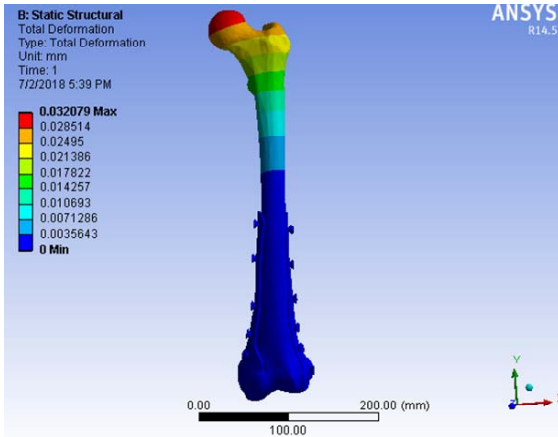 B: Static Structural
Total Deformation
Type: Total Deformation
Unit: mm
Time: 1
7/2/2018 5:39 PM
ANSYS
R14.5
0.032079 Max
0.028514
0.02495
0.021386
0.017822
0.014257
0.010693
0.0071286
0.0035643
0 Min
Y
0.00
200.00 (mm)
100.00